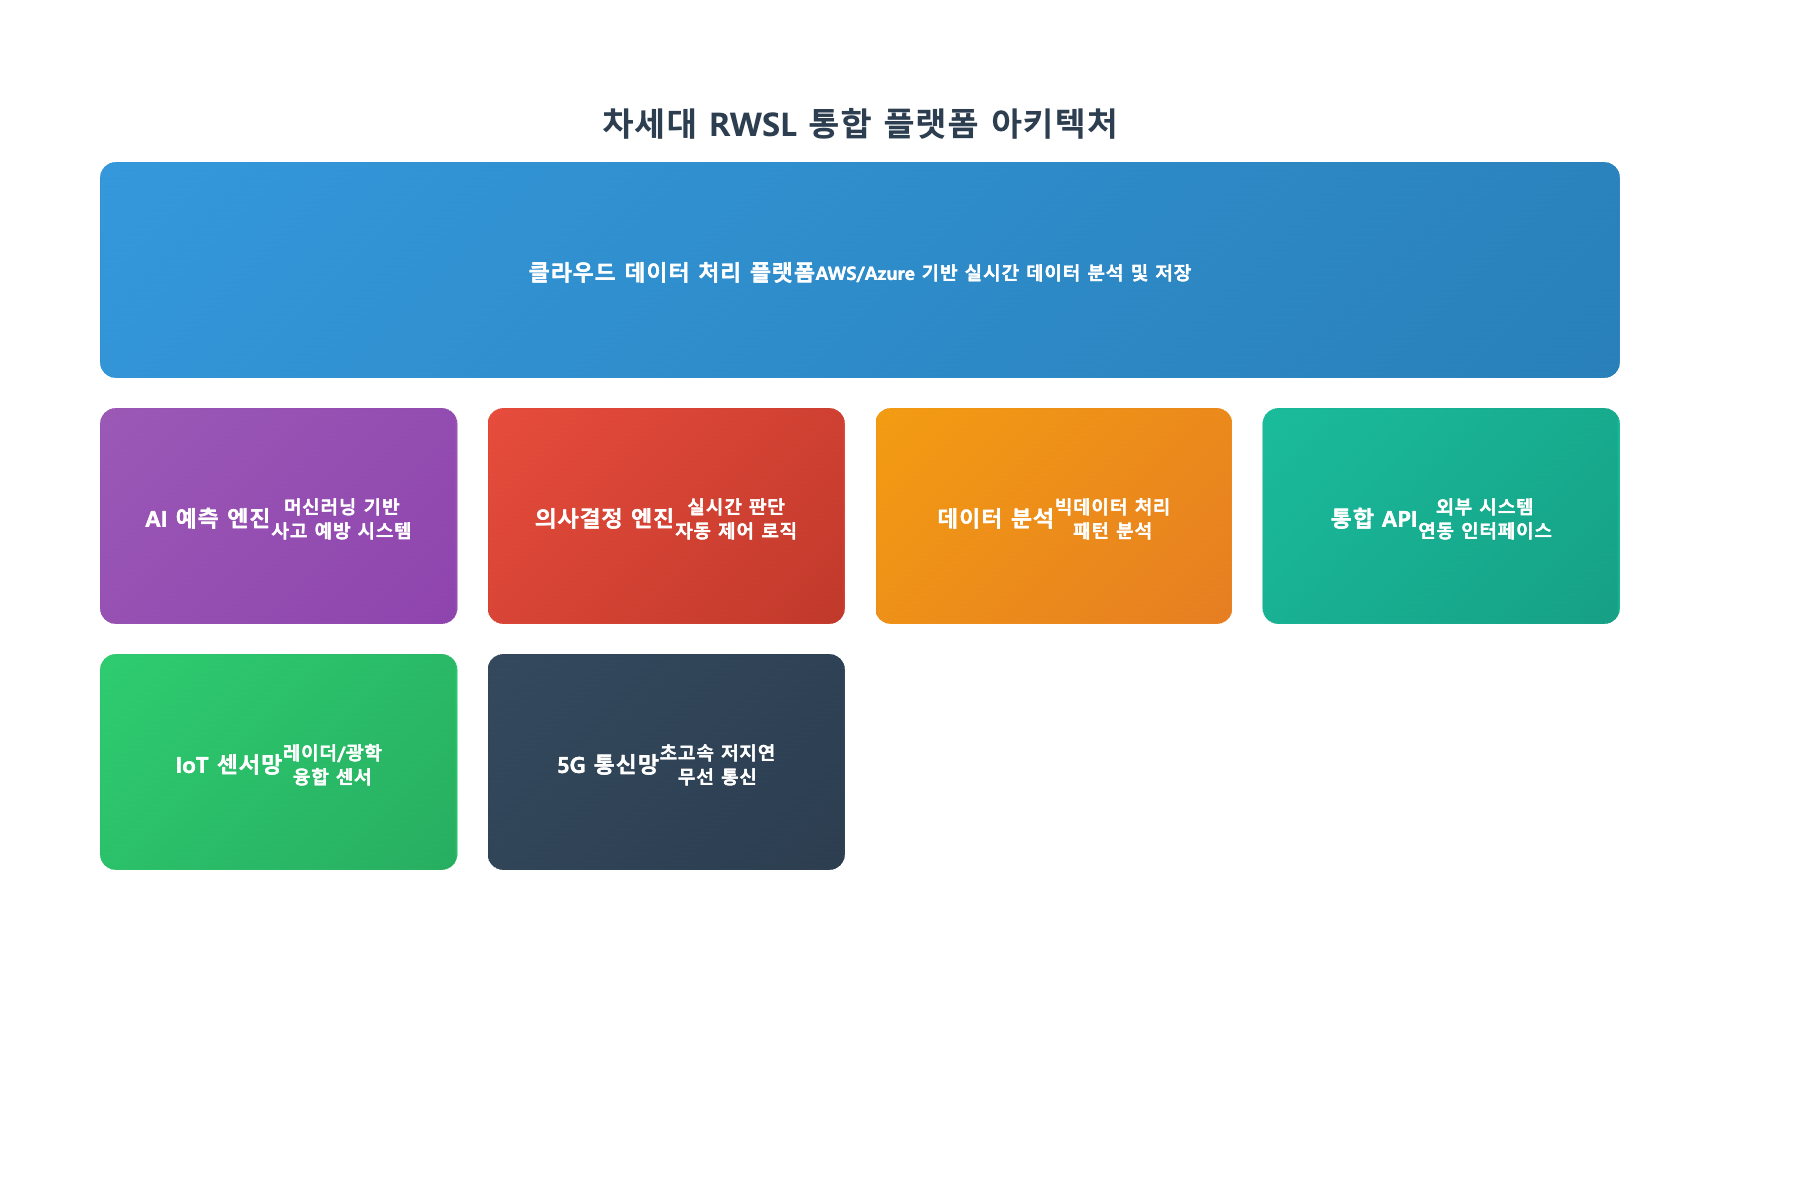 차세대 RWSL 통합 플랫폼 아키텍처
클라우드 데이터 처리 플랫폼AWS/Azure 기반 실시간 데이터 분석 및 저장
AI 예측 엔진
머신러닝 기반
사고 예방 시스템
의사결정 엔진
실시간 판단
자동 제어 로직
데이터 분석
빅데이터 처리
패턴 분석
통합 API
외부 시스템
연동 인터페이스
IoT 센서망
레이더/광학
융합 센서
5G 통신망
초고속 저지연
무선 통신